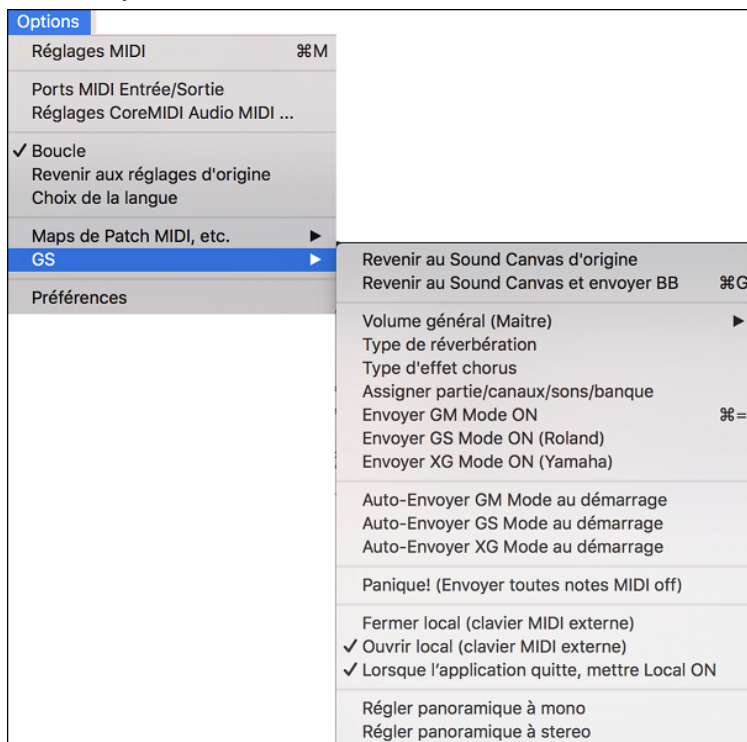 Options
Réglages MIDI ⌘M
Ports MIDI Entrée/Sortie
Réglages CoreMIDI Audio MIDI ...
✓ Boucle
Revenir aux réglages d'origine
Choix de la langue
Maps de Patch MIDI, etc. ▶
GS ▶
Préférences
Revenir au Sound Canvas d'origine
Revenir au Sound Canvas et envoyer BB ⌘G
Volume général (Maitre) ▶
Type de réverbération
Type d'effet chorus
Assigner partie/canaux/sons/banque
Envoyer GM Mode ON ⌘=
Envoyer GS Mode ON (Roland)
Envoyer XG Mode ON (Yamaha)
Auto-Envoyer GM Mode au démarrage
Auto-Envoyer GS Mode au démarrage
Auto-Envoyer XG Mode au démarrage
Panique! (Envoyer toutes notes MIDI off)
Fermer local (clavier MIDI externe)
✓ Ouvrir local (clavier MIDI externe)
✓ Lorsque l'application quitte, mettre Local ON
Régler panoramique à mono
Régler panoramique à stereo